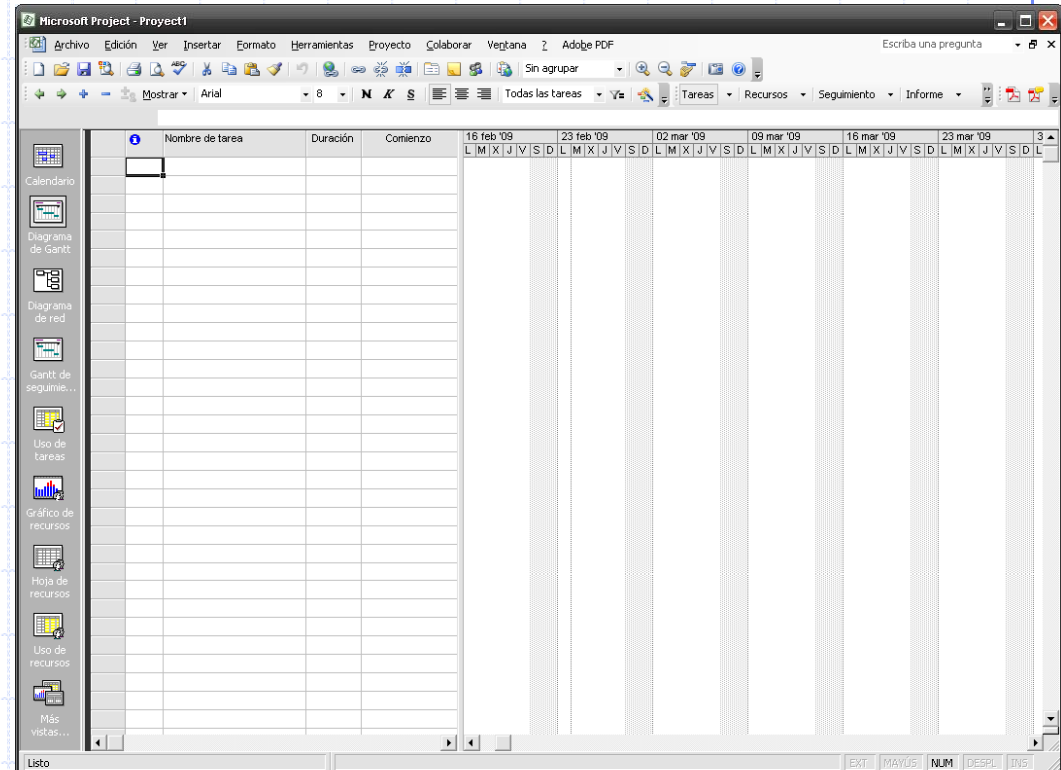 Microsoft Project - Proyect1
Archivo Edición Ver Insertar Formato Herramientas Proyecto Colaborar Ventana ? Adobe PDF Escriba una pregunta
Sin agrupar
Mostrar Arial 8 N K S Todas las tareas Y= Tareas Recursos Seguimiento Informe
Nombre de tarea Duración Comienzo 16 feb '09 23 feb '09 02 mar '09 09 mar '09 16 mar '09 23 mar '09 3
L M X J V S D L M X J V S D L M X J V S D L M X J V S D L M X J V S D L M X J V S D L
Calendario
Diagrama
de Gantt
Diagrama
de red
Gantt de
seguimie...
Uso de
tareas
Gráfico de
recursos
Hoja de
recursos
Uso de
recursos
Más
vistas...
Listo EXT MAYÚS NUM DESPL INS